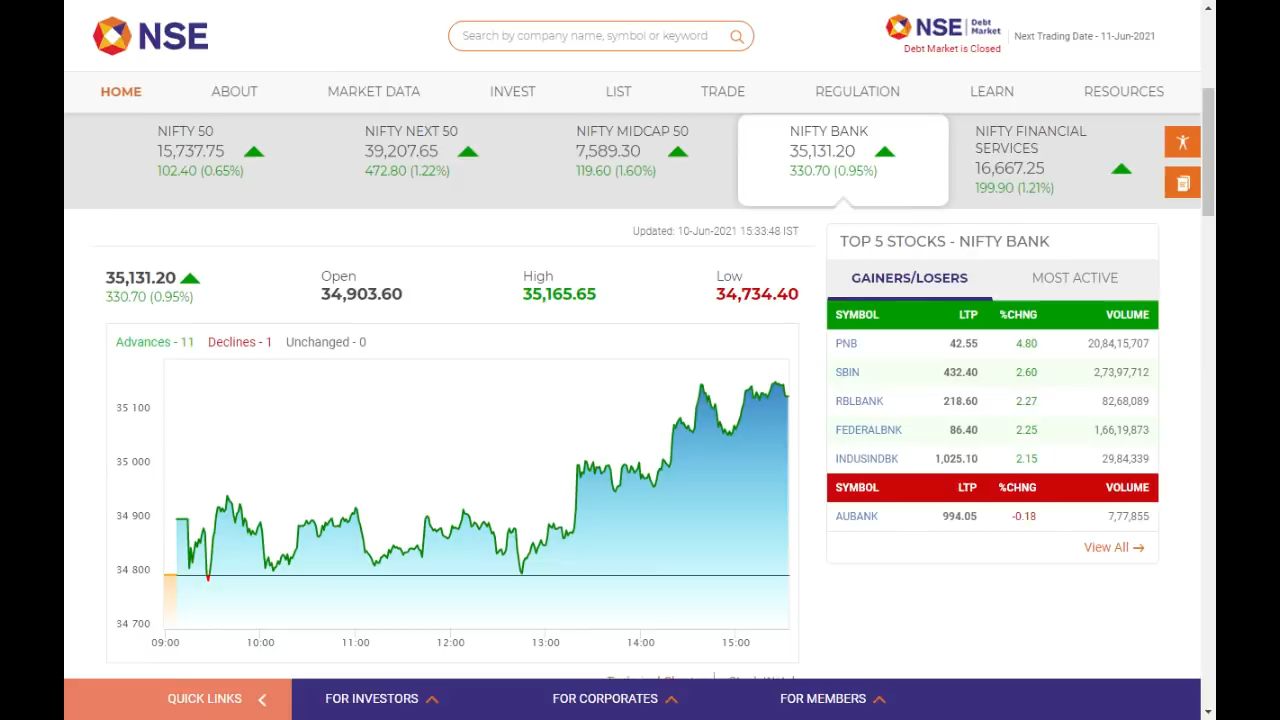 NSE
Search by company name, symbol or keyword
NSE Debt Market
Debt Market is Closed
Next Trading Date - 11-Jun-2021
HOME ABOUT MARKET DATA INVEST LIST TRADE REGULATION LEARN RESOURCES
NIFTY 50
15,737.75
102.40 (0.65%)
NIFTY NEXT 50
39,207.65
472.80 (1.22%)
NIFTY MIDCAP 50
7,589.30
119.60 (1.60%)
NIFTY BANK
35,131.20
330.70 (0.95%)
NIFTY FINANCIAL
SERVICES
16,667.25
199.90 (1.21%)
Updated: 10-Jun-2021 15:33:48 IST
35,131.20
330.70 (0.95%)
Open
34,903.60
High
35,165.65
Low
34,734.40
Advances - 11 Declines - 1 Unchanged - 0
35 100
35 000
34 900
34 800
34 700
09:00 10:00 11:00 12:00 13:00 14:00 15:00
TOP 5 STOCKS - NIFTY BANK
GAINERS/LOSERS MOST ACTIVE
SYMBOL LTP %CHNG VOLUME
PNB 42.55 4.80 20,84,15,707
SBIN 432.40 2.60 2,73,97,712
RBLBANK 218.60 2.27 82,68,089
FEDERALBNK 86.40 2.25 1,66,19,873
INDUSINDBK 1,025.10 2.15 29,84,339
SYMBOL LTP %CHNG VOLUME
AUBANK 994.05 -0.18 7,77,855
View All
QUICK LINKS FOR INVESTORS FOR CORPORATES FOR MEMBERS